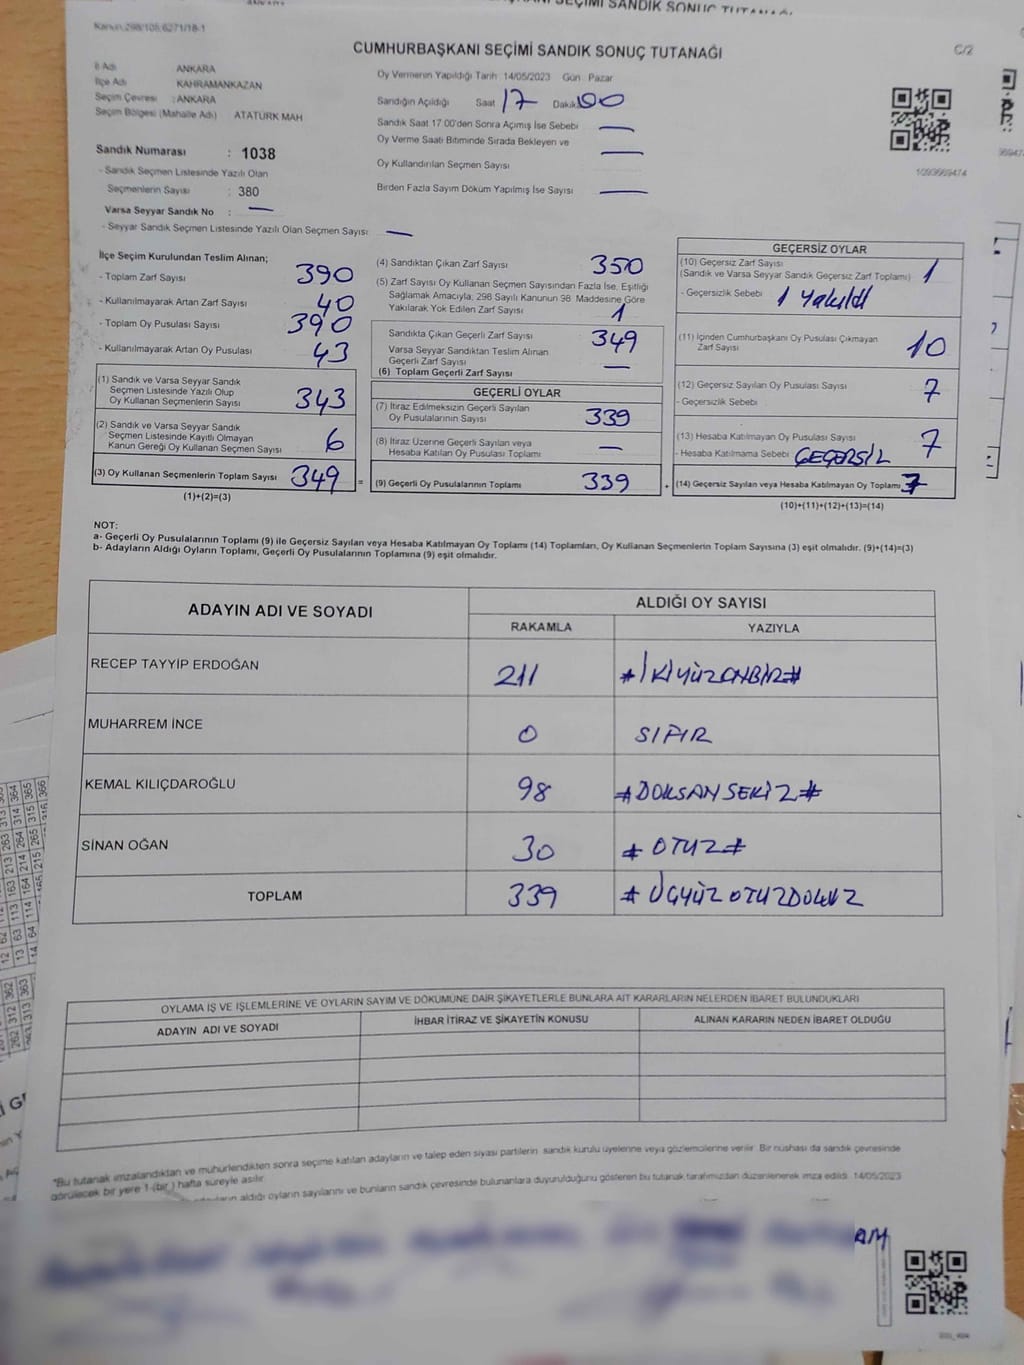 Kanun:298/105,6271/18-1
CUMHURBAŞKANI SEÇİMİ SANDIK SONUÇ TUTANAĞI
C/2
İl Adı ANKARA
İlçe Adı KAHRAMANKAZAN
Seçim Çevresi : ANKARA
Seçim Bölgesi (Mahalle Adı) ATATÜRK MAH
Oy Vermenin Yapıldığı Tarih 14/05/2023 Gün Pazar
Sandığın Açıldığı Saat 17 Dakika 00
Sandık Saat 17:00'den Sonra Açımış İse Sebebi —
Oy Verme Saati Bitiminde Sırada Bekleyen ve
Oy Kullandırılan Seçmen Sayısı —
Birden Fazla Sayım Döküm Yapılmış İse Sayısı —
1093669474
Sandık Numarası : 1038
- Sandık Seçmen Listesinde Yazılı Olan
Seçmenlerin Sayısı : 380
Varsa Seyyar Sandık No : —
- Seyyar Sandık Seçmen Listesinde Yazılı Olan Seçmen Sayısı —
İlçe Seçim Kurulundan Teslim Alınan;
- Toplam Zarf Sayısı 390
- Kullanılmayarak Artan Zarf Sayısı 40
- Toplam Oy Pusulası Sayısı 390
- Kullanılmayarak Artan Oy Pusulası 43
(1) Sandık ve Varsa Seyyar Sandık
Seçmen Listesinde Yazılı Olup
Oy Kullanan Seçmenlerin Sayısı 343
(2) Sandık ve Varsa Seyyar Sandık
Seçmen Listesinde Kayıtlı Olmayan
Kanun Gereği Oy Kullanan Seçmen Sayısı 6
(3) Oy Kullanan Seçmenlerin Toplam Sayısı 349 =
(1)+(2)=(3)
(4) Sandıktan Çıkan Zarf Sayısı 350
(5) Zarf Sayısı Oy Kullanan Seçmen Sayısından Fazla İse, Eşitliği
Sağlamak Amacıyla; 298 Sayılı Kanunun 98 Maddesine Göre
Yakılarak Yok Edilen Zarf Sayısı 1
Sandıkta Çıkan Geçerli Zarf Sayısı 349
Varsa Seyyar Sandıktan Teslim Alınan
Geçerli Zarf Sayısı —
(6) Toplam Geçerli Zarf Sayısı
GEÇERLİ OYLAR
(7) İtiraz Edilmeksizin Geçerli Sayılan
Oy Pusulalarının Sayısı 339
(8) İtiraz Üzerine Geçerli Sayılan veya
Hesaba Katılan Oy Pusulası Toplamı —
(9) Geçerli Oy Pusulalarının Toplamı 339 +
GEÇERSİZ OYLAR
(10) Geçersiz Zarf Sayısı
(Sandık ve Varsa Seyyar Sandık Geçersiz Zarf Toplamı) 1
- Geçersizlik Sebebi 1 Yakıldı
(11) İçinden Cumhurbaşkanı Oy Pusulası Çıkmayan
Zarf Sayısı 10
(12) Geçersiz Sayılan Oy Pusulası Sayısı 7
- Geçersizlik Sebebi
(13) Hesaba Katılmayan Oy Pusulası Sayısı 7
- Hesaba Katılmama Sebebi GEÇERSİZ
(14) Geçersiz Sayılan veya Hesaba Katılmayan Oy Toplamı 7
(10)+(11)+(12)+(13)=(14)
NOT:
a- Geçerli Oy Pusulalarının Toplamı (9) ile Geçersiz Sayılan veya Hesaba Katılmayan Oy Toplamı (14) Toplamları, Oy Kullanan Seçmenlerin Toplam Sayısına (3) eşit olmalıdır. (9)+(14)=(3)
b- Adayların Aldığı Oyların Toplamı, Geçerli Oy Pusulalarının Toplamına (9) eşit olmalıdır.
ADAYIN ADI VE SOYADI
ALDIĞI OY SAYISI
RAKAMLA YAZIYLA
RECEP TAYYİP ERDOĞAN 211 #İKİYÜZONBİR#
MUHARREM İNCE 0 SIFIR
KEMAL KILIÇDAROĞLU 98 #DOKSANSEKİZ#
SİNAN OĞAN 30 #OTUZ#
TOPLAM 339 #ÜÇYÜZOTUZDOKUZ
OYLAMA İŞ VE İŞLEMLERİNE VE OYLARIN SAYIM VE DÖKÜMÜNE DAİR ŞİKAYETLERLE BUNLARA AİT KARARLARIN NELERDEN İBARET BULUNDUKLARI
ADAYIN ADI VE SOYADI İHBAR İTİRAZ VE ŞİKAYETİN KONUSU ALINAN KARARIN NEDEN İBARET OLDUĞU
*Bu tutanak imzalandıktan ve mühürlendikten sonra seçime katılan adayların ve talep eden siyasi partilerin sandık kurulu üyelerine veya gözlemcilerine verilir. Bir nüshası da sandık çevresinde
görülecek bir yere 1 (bir ) hafta süreyle asılır.
aldığı oyların sayılarını ve bunların sandık çevresinde bulunanlara duyurulduğunu gösteren bu tutanak tarafımızdan düzenlenerek imza edildi. 14/05/2023